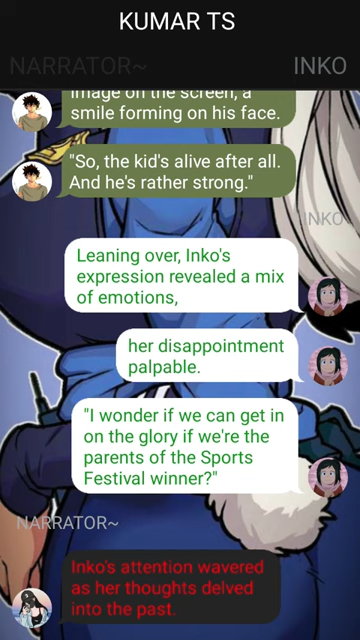 KUMAR TS
NARRATOR~
INKO
image on the screen, a
smile forming on his face.
"So, the kid's alive after all.
And he's rather strong."
INKO
Leaning over, Inko's
expression revealed a mix
of emotions,
her disappointment
palpable.
"I wonder if we can get in
on the glory if we're the
parents of the Sports
Festival winner?"
NARRATOR~
Inko's attention wavered
as her thoughts delved
into the past.